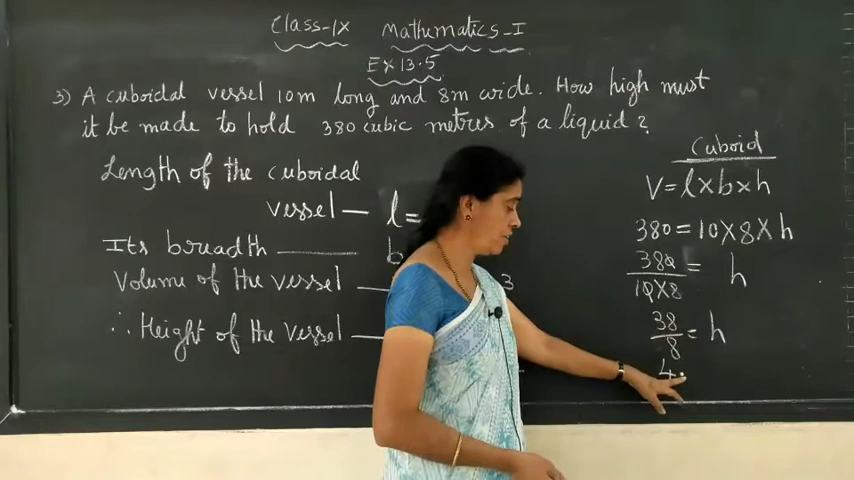 Class-IX Mathematics-I
EX 13.5
3) A cuboidal vessel 10m long and 8m wide. How high must
it be made to hold 380 cubic metres of a liquid?
Length of the cuboidal
vessel — l =
Its breadth — b
Volume of the vessel — 3
∴ Height of the vessel —
Cuboid
V = l×b×h
380 = 10×8×h
380/10×8 = h
38/8 = h
4.